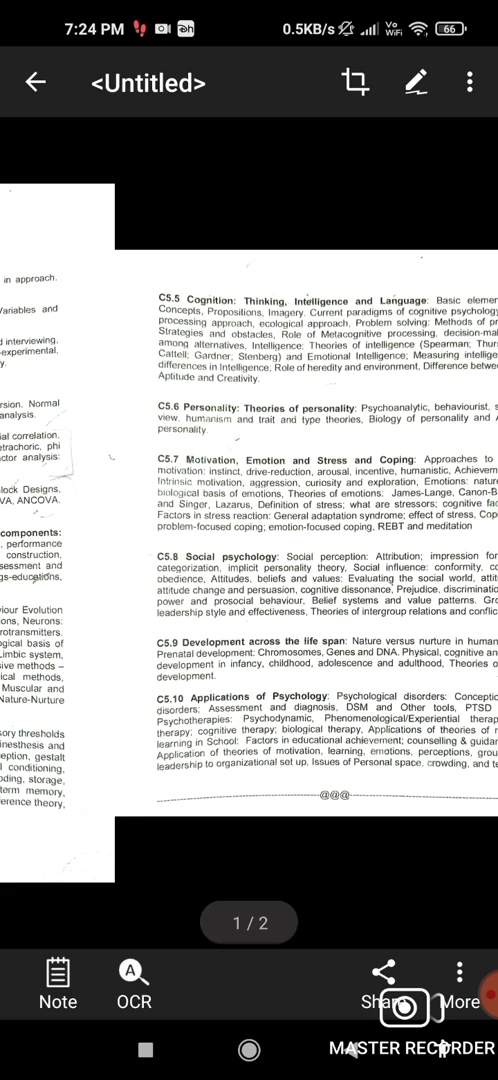 7:24 PM
0.5KB/s
Vo
WiFi
66
<Untitled>
in approach.
Variables and
d interviewing,
-experimental,
y.
rsion. Normal
analysis.
ial correlation.
etrachoric, phi
ctor analysis:
lock Designs,
VA, ANCOVA.
components:
, performance
construction,
sessment and
gs-educations,
viour Evolution
ons, Neurons:
rotransmitters.
ogical basis of
Limbic system,
sive methods –
ical methods,
Muscular and
Nature-Nurture
sory thresholds
inesthesis and
eption, gestalt
l conditioning,
oding, storage,
term memory,
erence theory,
C5.5 Cognition: Thinking, Intelligence and Language: Basic elemen
Concepts, Propositions, Imagery. Current paradigms of cognitive psychology
processing approach, ecological approach. Problem solving: Methods of pr
Strategies and obstacles, Role of Metacognitive processing, decision-mak
among alternatives, Intelligence: Theories of intelligence (Spearman; Thurs
Cattell; Gardner; Stenberg) and Emotional Intelligence; Measuring intellige
differences in Intelligence; Role of heredity and environment, Difference betwe
Aptitude and Creativity.
C5.6 Personality: Theories of personality: Psychoanalytic, behaviourist, s
view, humanism and trait and type theories, Biology of personality and A
personality.
C5.7 Motivation, Emotion and Stress and Coping: Approaches to
motivation: instinct, drive-reduction, arousal, incentive, humanistic, Achievem
Intrinsic motivation, aggression, curiosity and exploration, Emotions: nature
biological basis of emotions, Theories of emotions: James-Lange, Canon-B
and Singer, Lazarus, Definition of stress; what are stressors; cognitive fac
Factors in stress reaction: General adaptation syndrome; effect of stress, Cop
problem-focused coping; emotion-focused coping, REBT and meditation
C5.8 Social psychology: Social perception: Attribution; impression for
categorization, implicit personality theory, Social influence: conformity, co
obedience, Attitudes, beliefs and values: Evaluating the social world, attit
attitude change and persuasion, cognitive dissonance, Prejudice, discriminatio
power and prosocial behaviour, Belief systems and value patterns. Gro
leadership style and effectiveness, Theories of intergroup relations and conflic
C5.9 Development across the life span: Nature versus nurture in human
Prenatal development: Chromosomes, Genes and DNA. Physical, cognitive an
development in infancy, childhood, adolescence and adulthood, Theories o
development.
C5.10 Applications of Psychology: Psychological disorders: Conceptio
disorders; Assessment and diagnosis, DSM and Other tools, PTSD
Psychotherapies: Psychodynamic, Phenomenological/Experiential therap
therapy; cognitive therapy; biological therapy, Applications of theories of m
learning in School: Factors in educational achievement; counselling & guidan
Application of theories of motivation, learning, emotions, perceptions, grou
leadership to organizational set up, Issues of Personal space, crowding, and te
@@@
1 / 2
Note
OCR
Share
More
MASTER RECORDER